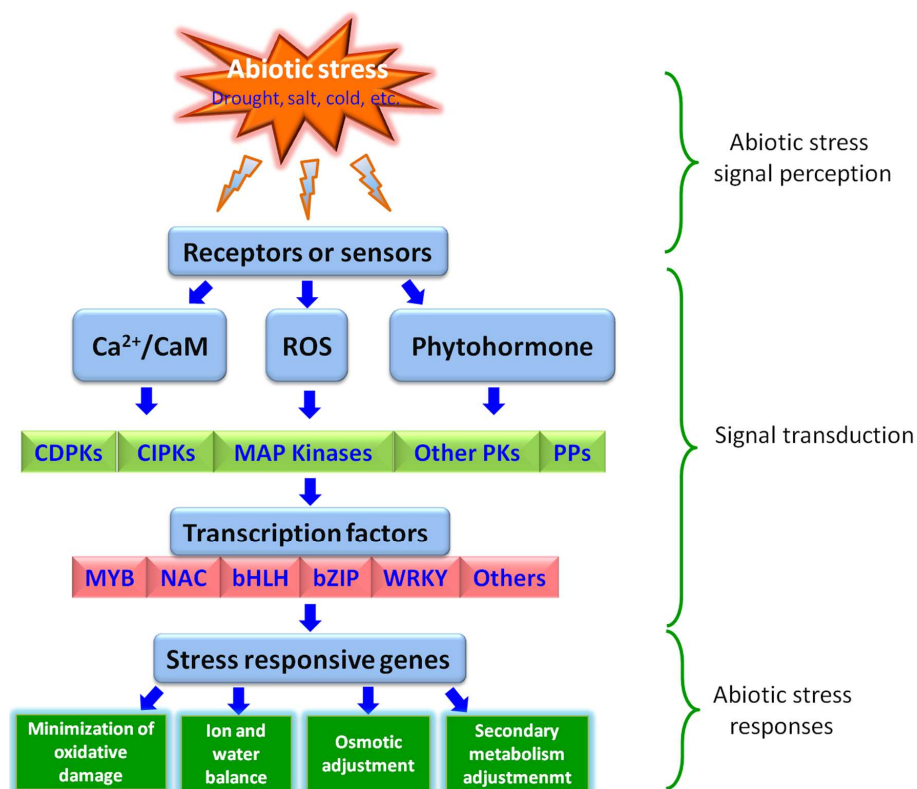 Abiotic stress
Drought, salt, cold, etc.
Abiotic stress
signal perception
Receptors or sensors
Ca²⁺/CaM
ROS
Phytohormone
CDPKs
CIPKs
MAP Kinases
Other PKs
PPs
Signal transduction
Transcription factors
MYB
NAC
bHLH
bZIP
WRKY
Others
Stress responsive genes
Abiotic stress
responses
Minimization of
oxidative
damage
Ion and
water
balance
Osmotic
adjustment
Secondary
metabolism
adjustmenmt